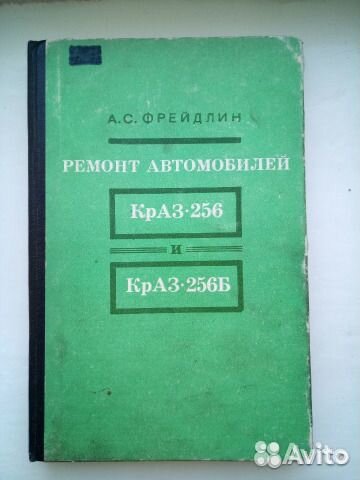 А.С. ФРЕЙДЛИН
РЕМОНТ АВТОМОБИЛЕЙ
КрАЗ·256
и
КрАЗ·256Б
Avito